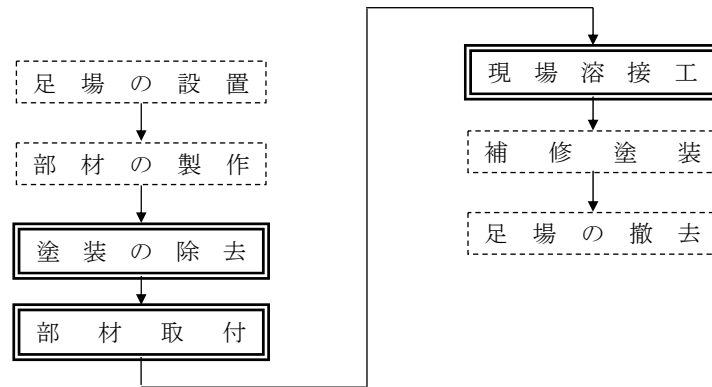 足場の設置
部材の製作
塗装の除去
部材取付
現場溶接工
補修塗装
足場の撤去